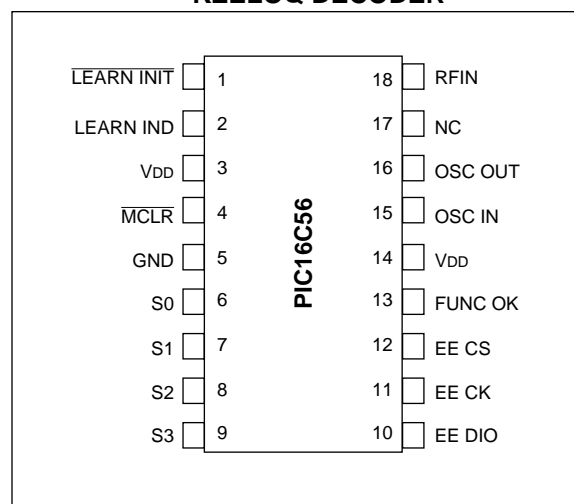 LEARN INIT 1 18 RFIN
LEARN IND 2 17 NC
VDD 3 16 OSC OUT
MCLR 4 15 OSC IN
GND 5 14 VDD
S0 6 13 FUNC OK
S1 7 12 EE CS
S2 8 11 EE CK
S3 9 10 EE DIO
PIC16C56